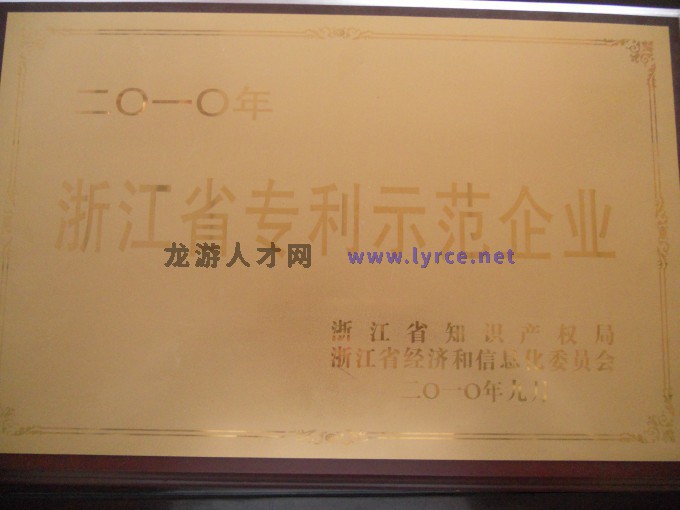 二〇一〇年
浙江省专利示范企业
龙游人才网 www.lyrce.net
浙江省知识产权局
浙江省经济和信息化委员会
二〇一〇年九月